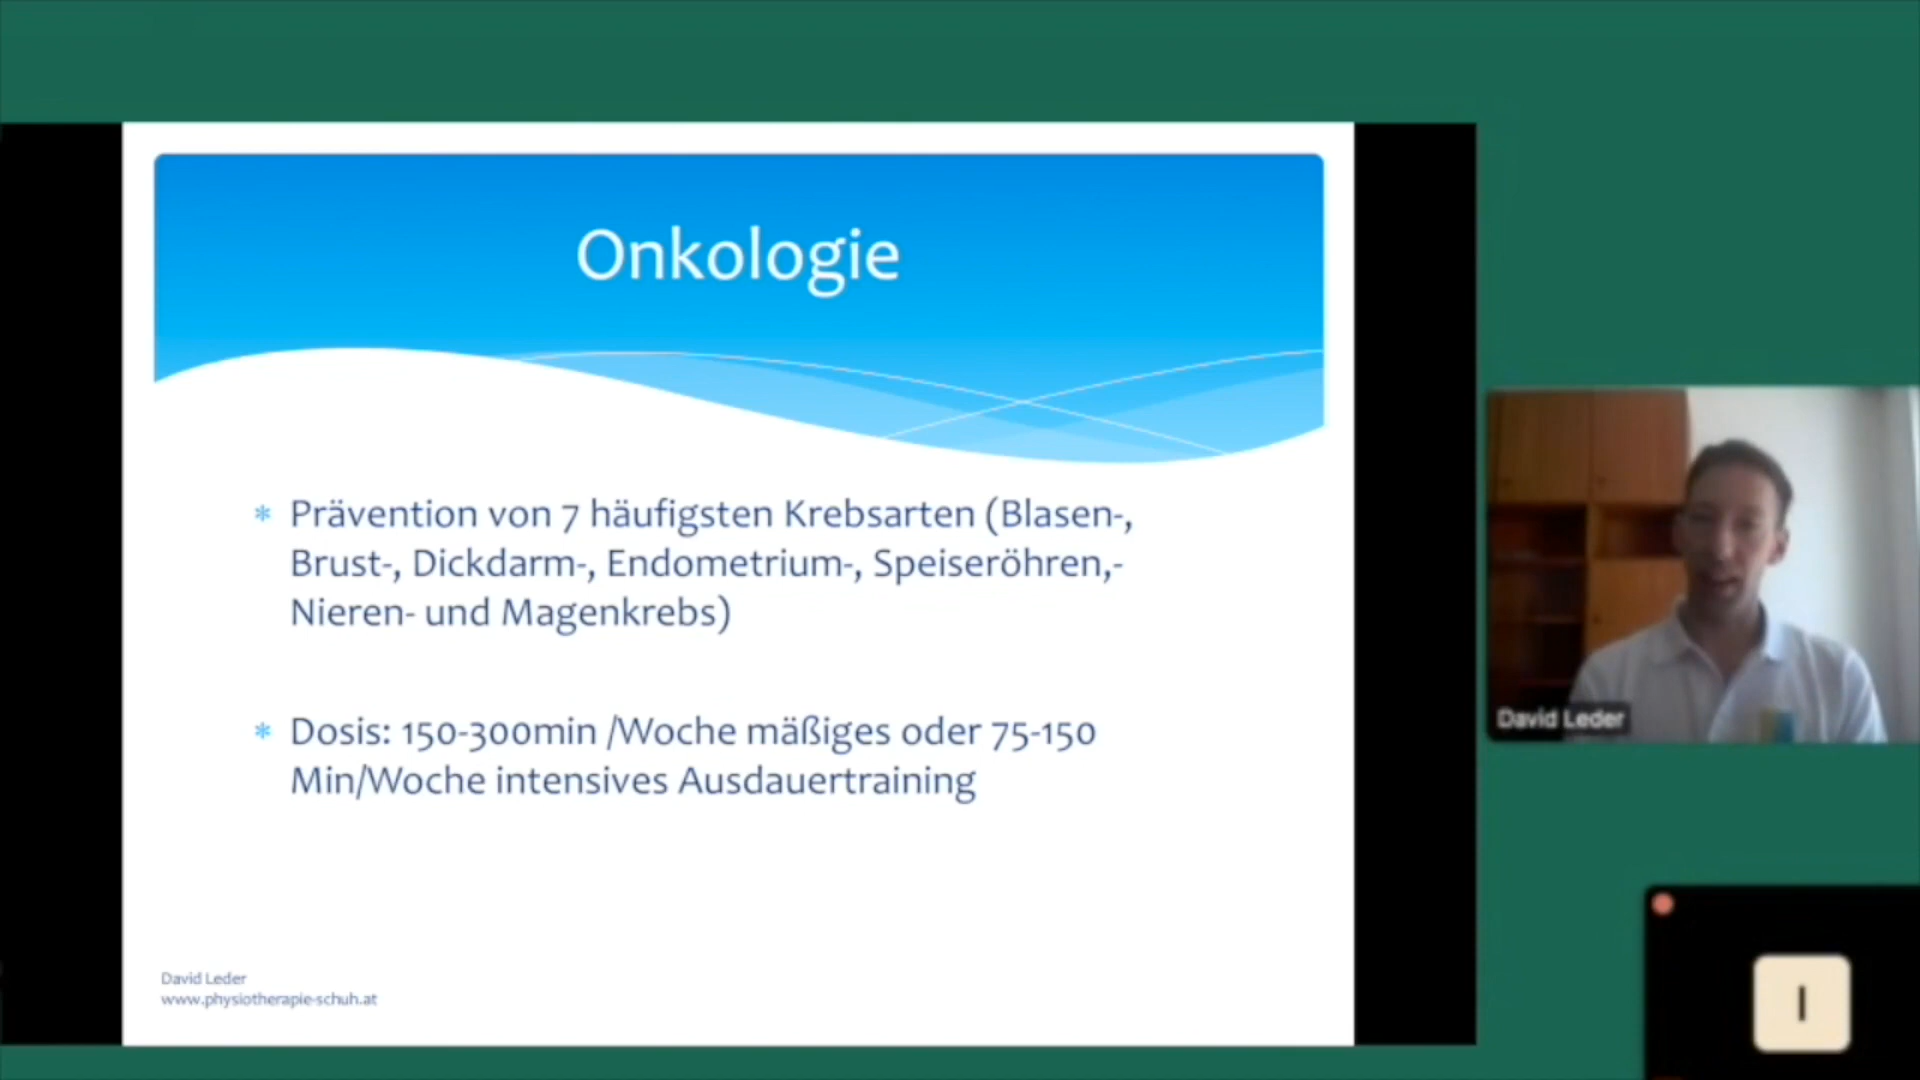 Onkologie
* Prävention von 7 häufigsten Krebsarten (Blasen-,
Brust-, Dickdarm-, Endometrium-, Speiseröhren,-
Nieren- und Magenkrebs)
* Dosis: 150-300min /Woche mäßiges oder 75-150
Min/Woche intensives Ausdauertraining
David Leder
www.physiotherapie-schuh.at
David Leder
I